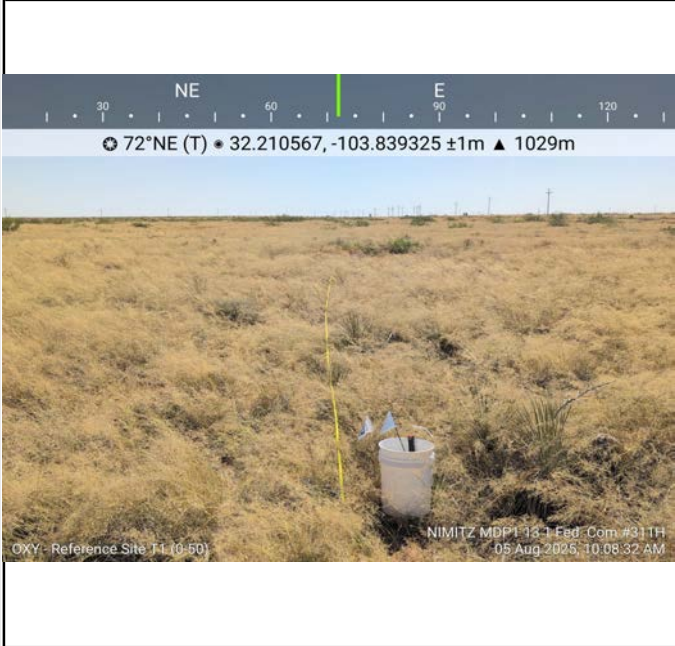 NE E
30 60 90 120
72°NE (T) ● 32.210567, -103.839325 ±1m ▲ 1029m
NIMITZ MDP1 13 1 Fed. Com #311H
OXY - Reference Site T1 (0-50) 05 Aug 2025, 10:08:32 AM